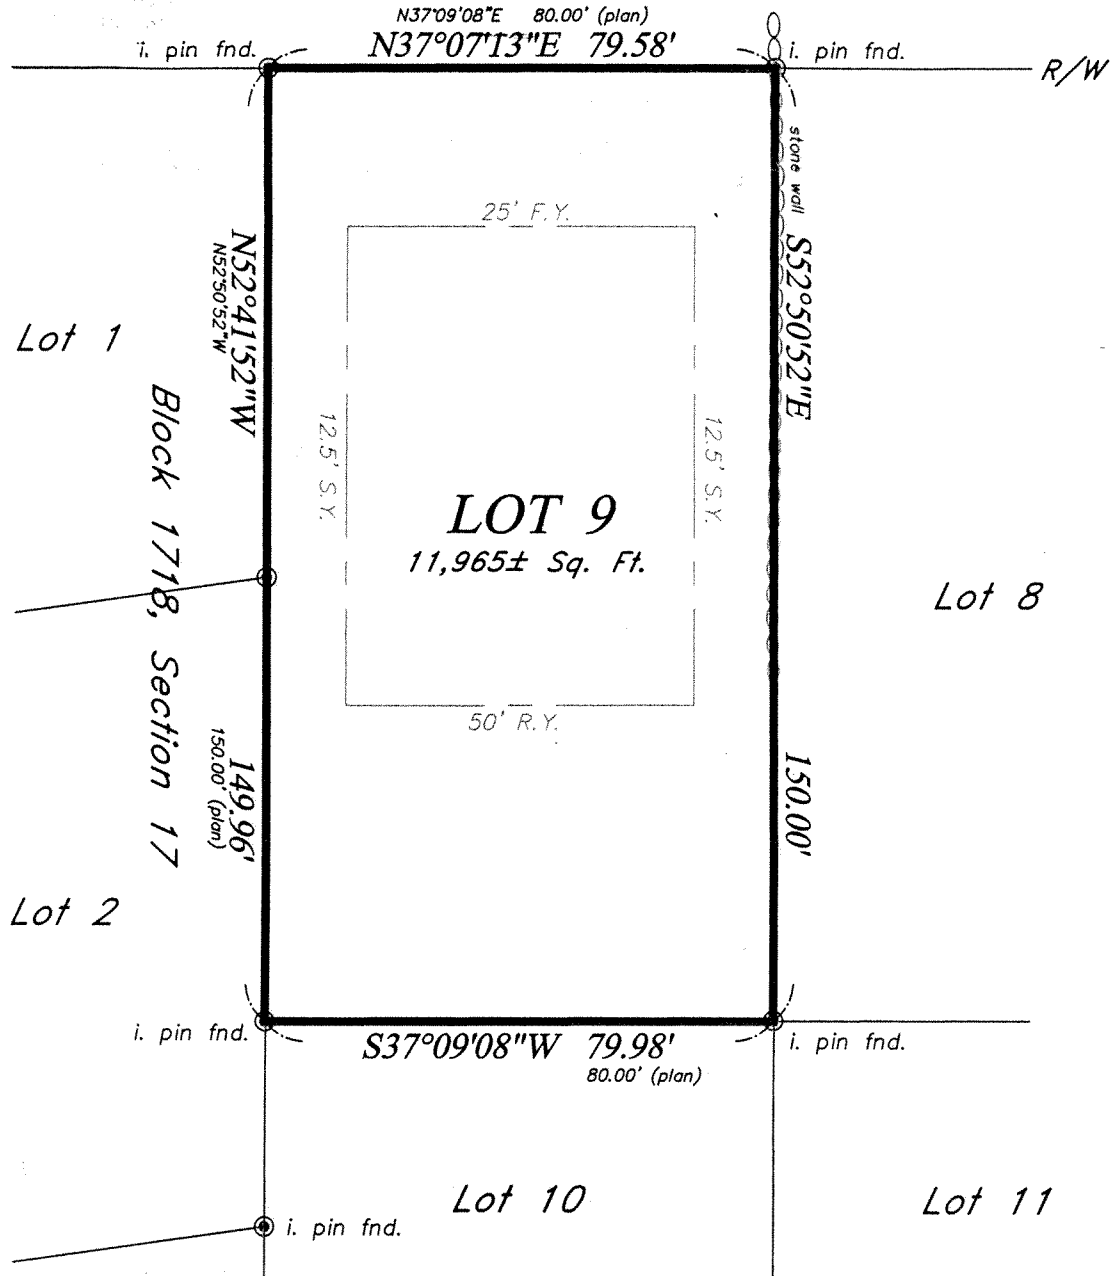 N37°09'08"E 80.00' (plan)
N37°07'13"E 79.58'
i. pin fnd.
i. pin fnd.
R/W
stone wall
25' F.Y.
N52°41'52"W
N52°50'52"W
S52°50'52"E
Lot 1
Block 1718, Section 17
12.5' S.Y.
12.5' S.Y.
LOT 9
11,965± Sq. Ft.
Lot 8
50' R.Y.
149.96'
150.00' (plan)
150.00'
Lot 2
i. pin fnd.
S37°09'08"W 79.98'
80.00' (plan)
i. pin fnd.
Lot 10
Lot 11
i. pin fnd.